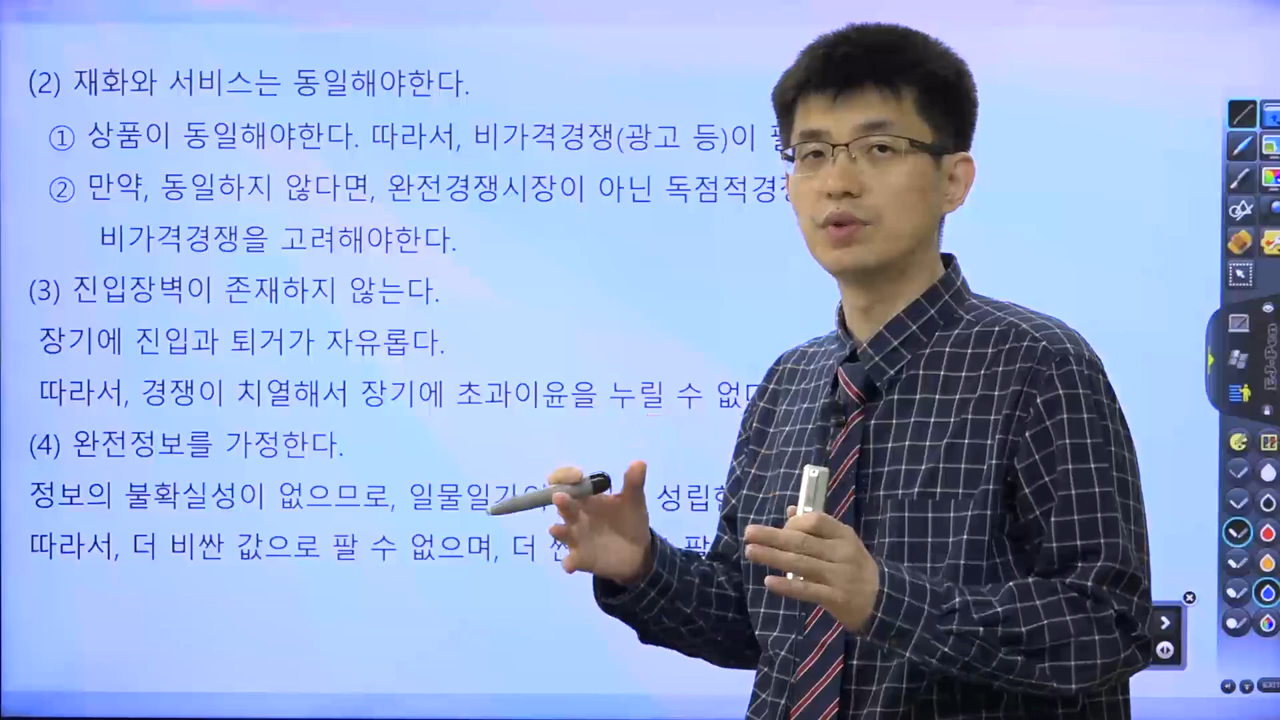 (2) 재화와 서비스는 동일해야한다.
① 상품이 동일해야한다. 따라서, 비가격경쟁(광고 등)이
② 만약, 동일하지 않다면, 완전경쟁시장이 아닌 독점적경
비가격경쟁을 고려해야한다.
(3) 진입장벽이 존재하지 않는다.
장기에 진입과 퇴거가 자유롭다.
따라서, 경쟁이 치열해서 장기에 초과이윤을 누릴 수 없
(4) 완전정보를 가정한다.
정보의 불확실성이 없으므로, 일물일가 성립
따라서, 더 비싼 값으로 팔 수 없으며, 더 팔